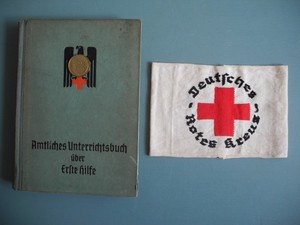 Amtliches Unterrichtsbuch
über
Erste Hilfe
Deutsches
Rotes Kreuz